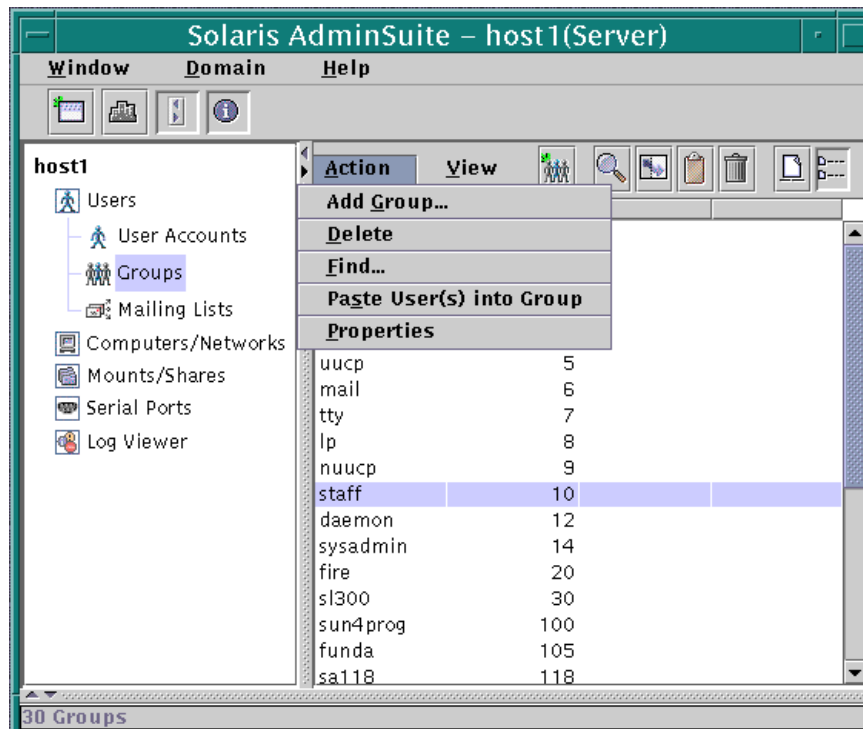 Solaris AdminSuite – host1(Server)
Window Domain Help
host1
Users
User Accounts
Groups
Mailing Lists
Computers/Networks
Mounts/Shares
Serial Ports
Log Viewer
Action View
Add Group...
Delete
Find...
Paste User(s) into Group
Properties
uucp 5
mail 6
tty 7
lp 8
nuucp 9
staff 10
daemon 12
sysadmin 14
fire 20
sl300 30
sun4prog 100
funda 105
sa118 118
30 Groups